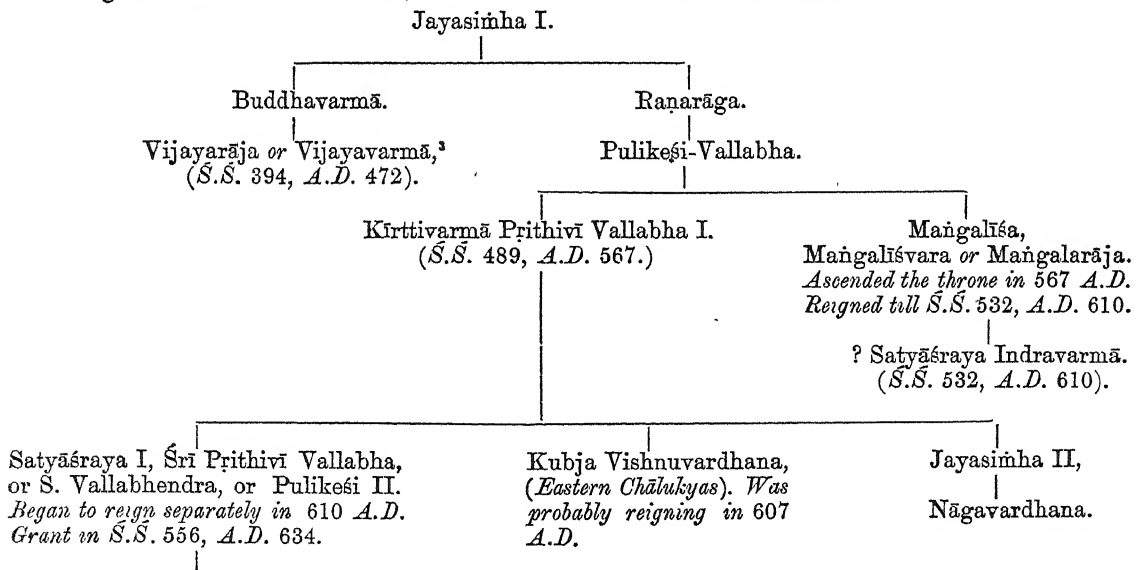 Jayasiṁha I.
Buddhavarmā. Raṇarāga.
Vijayarāja or Vijayavarmā,³ Pulikeśi-Vallabha.
(Ś.Ś. 394, A.D. 472).
Kīrttivarmā Pṛithivī Vallabha I. Maṅgalīśa,
(Ś.Ś. 489, A.D. 567.) Maṅgalīśvara or Maṅgalarāja.
Ascended the throne in 567 A.D.
Reigned till Ś.Ś. 532, A.D. 610.
? Satyāśraya Indravarmā.
(Ś.Ś. 532, A.D. 610).
Satyāśraya I, Śrī Pṛithivī Vallabha, Kubja Vishnuvardhana, Jayasiṁha II,
or S. Vallabhendra, or Pulikeśi II. (Eastern Chālukyas). Was
Began to reign separately in 610 A.D. probably reigning in 607 Nāgavardhana.
Grant in Ś.Ś. 556, A.D. 634. A.D.